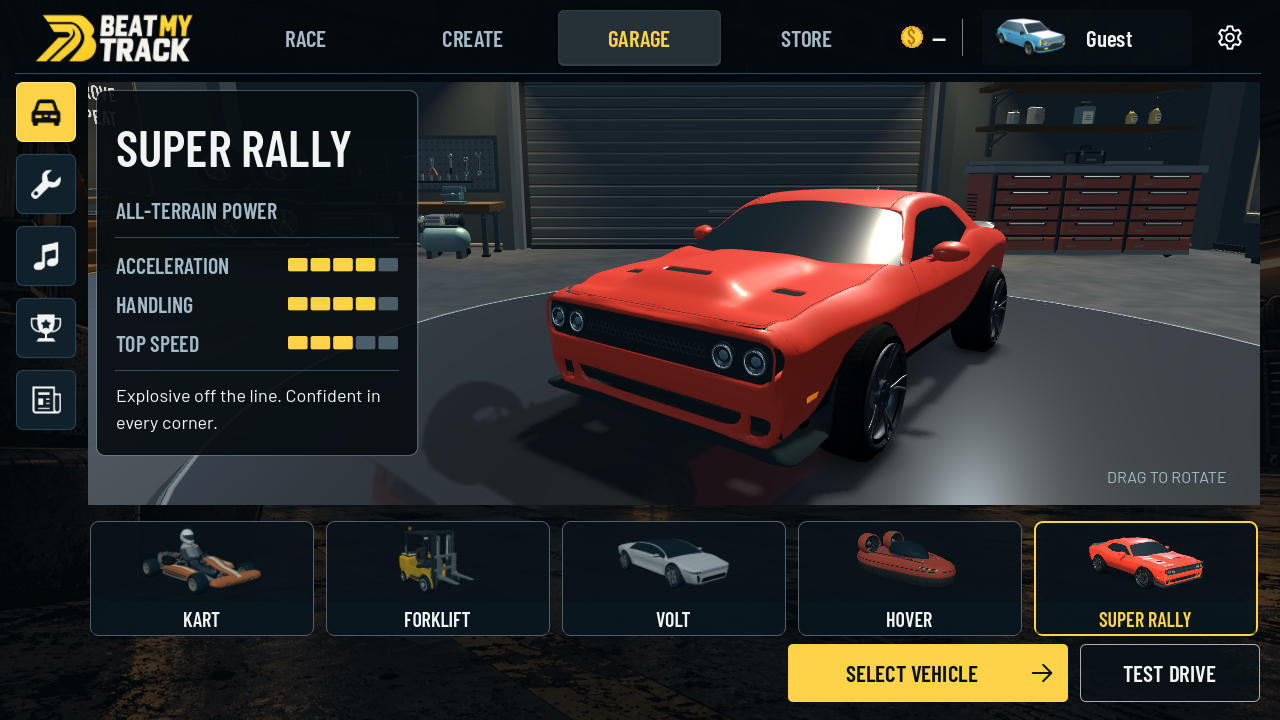 BEAT MY TRACK
RACE
CREATE
GARAGE
STORE
–
Guest
SUPER RALLY
ALL-TERRAIN POWER
ACCELERATION
HANDLING
TOP SPEED
Explosive off the line. Confident in
every corner.
DRAG TO ROTATE
KART
FORKLIFT
VOLT
HOVER
SUPER RALLY
SELECT VEHICLE
TEST DRIVE